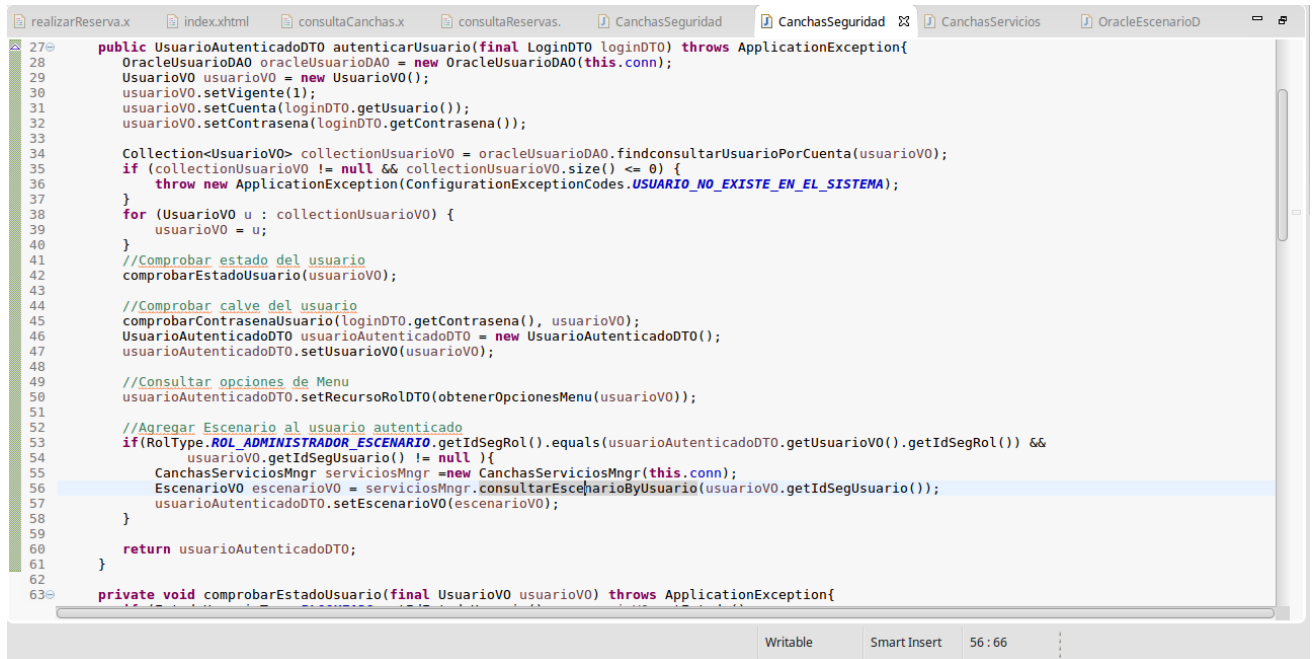 realizarReserva.x index.xhtml consultaCanchas.x consultaReservas. CanchasSeguridad CanchasSeguridad CanchasServicios OracleEscenarioD
27 public UsuarioAutenticadoDTO autenticarUsuario(final LoginDTO loginDTO) throws ApplicationException{
28 OracleUsuarioDAO oracleUsuarioDAO = new OracleUsuarioDAO(this.conn);
29 UsuarioVO usuarioVO = new UsuarioVO();
30 usuarioVO.setVigente(1);
31 usuarioVO.setCuenta(loginDTO.getUsuario());
32 usuarioVO.setContrasena(loginDTO.getContrasena());
33
34 Collection<UsuarioVO> collectionUsuarioVO = oracleUsuarioDAO.findconsultarUsuarioPorCuenta(usuarioVO);
35 if (collectionUsuarioVO != null && collectionUsuarioVO.size() <= 0) {
36 throw new ApplicationException(ConfigurationExceptionCodes.USUARIO_NO_EXISTE_EN_EL_SISTEMA);
37 }
38 for (UsuarioVO u : collectionUsuarioVO) {
39 usuarioVO = u;
40 }
41 //Comprobar estado del usuario
42 comprobarEstadoUsuario(usuarioVO);
43
44 //Comprobar calve del usuario
45 comprobarContrasenaUsuario(loginDTO.getContrasena(), usuarioVO);
46 UsuarioAutenticadoDTO usuarioAutenticadoDTO = new UsuarioAutenticadoDTO();
47 usuarioAutenticadoDTO.setUsuarioVO(usuarioVO);
48
49 //Consultar opciones de Menu
50 usuarioAutenticadoDTO.setRecursoRolDTO(obtenerOpcionesMenu(usuarioVO));
51
52 //Agregar Escenario al usuario autenticado
53 if(RolType.ROL_ADMINISTRADOR_ESCENARIO.getIdSegRol().equals(usuarioAutenticadoDTO.getUsuarioVO().getIdSegRol()) &&
54 usuarioVO.getIdSegUsuario() != null ){
55 CanchasServiciosMngr serviciosMngr =new CanchasServiciosMngr(this.conn);
56 EscenarioVO escenarioVO = serviciosMngr.consultarEscenarioByUsuario(usuarioVO.getIdSegUsuario());
57 usuarioAutenticadoDTO.setEscenarioVO(escenarioVO);
58 }
59
60 return usuarioAutenticadoDTO;
61 }
62
63 private void comprobarEstadoUsuario(final UsuarioVO usuarioVO) throws ApplicationException{
Writable Smart Insert 56 : 66